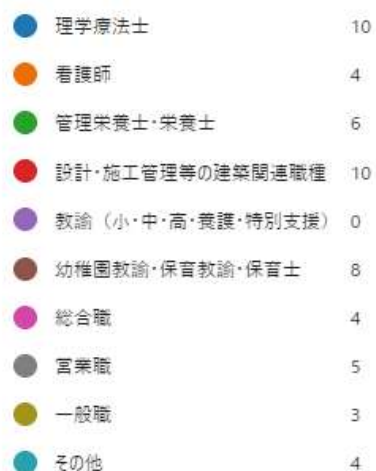 理学療法士 10
看護師 4
管理栄養士・栄養士 6
設計・施工管理等の建築関連職種 10
教諭（小・中・高・養護・特別支援） 0
幼稚園教諭・保育教諭・保育士 8
総合職 4
営業職 5
一般職 3
その他 4